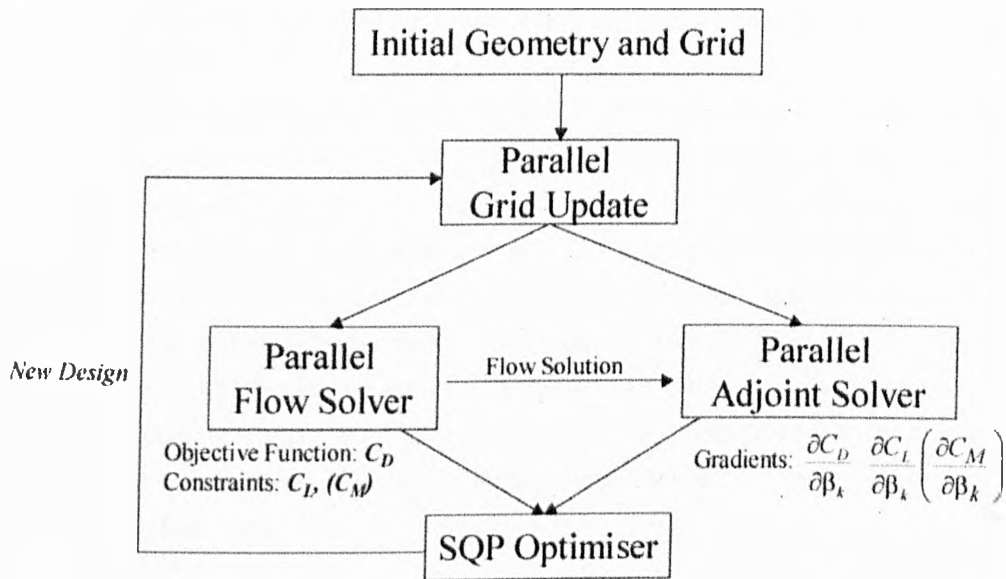 Initial Geometry and Grid
Parallel
Grid Update
New Design
Parallel
Flow Solver
Flow Solution
Parallel
Adjoint Solver
Objective Function: C_D
Constraints: C_L, (C_M)
Gradients: ∂C_D/∂β_k ∂C_L/∂β_k (∂C_M/∂β_k)
SQP Optimiser